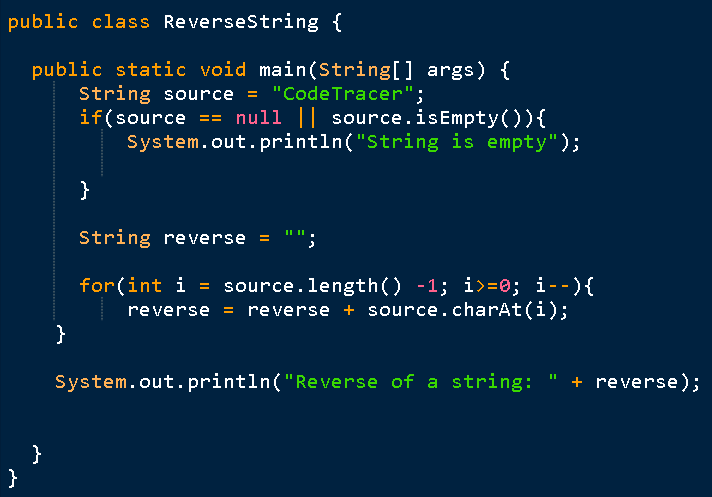 public class ReverseString {
public static void main(String[] args) {
String source = "CodeTracer";
if(source == null || source.isEmpty()){
System.out.println("String is empty");
}
String reverse = "";
for(int i = source.length() -1; i>=0; i--){
reverse = reverse + source.charAt(i);
}
System.out.println("Reverse of a string: " + reverse);
}
}